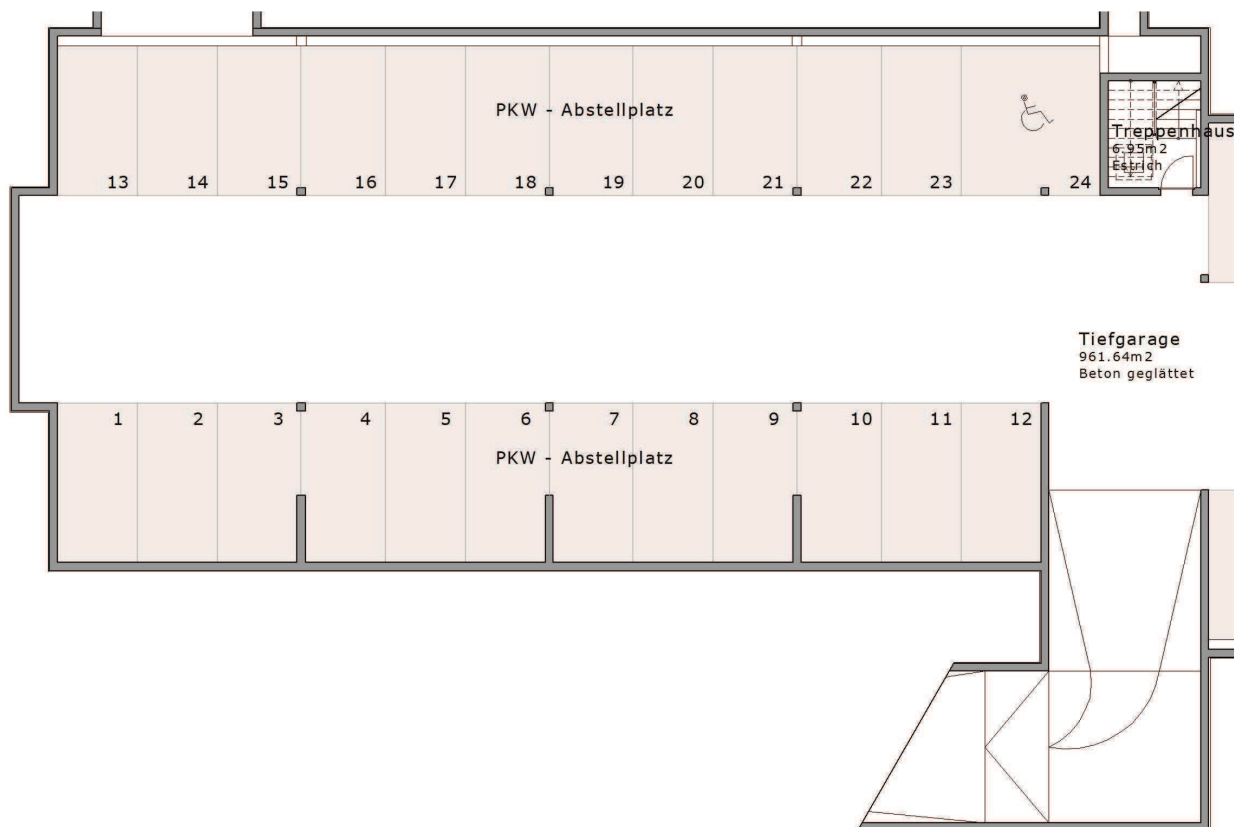 PKW - Abstellplatz
Treppenhaus
6.95m2
Estrich
13 14 15 16 17 18 19 20 21 22 23 24
Tiefgarage
961.64m2
Beton geglättet
1 2 3 4 5 6 7 8 9 10 11 12
PKW - Abstellplatz